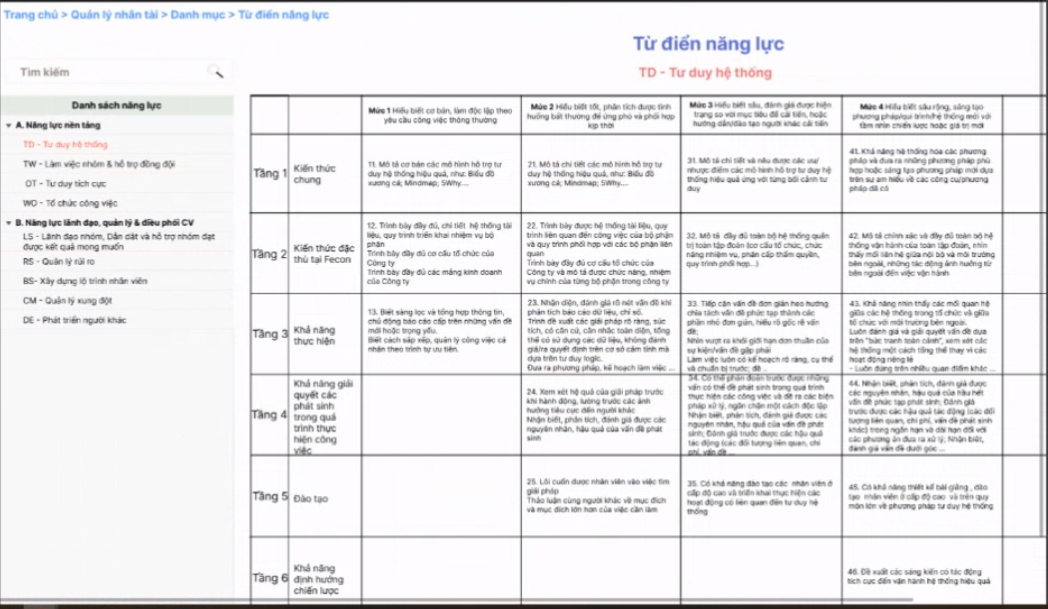 Trang chủ > Quản lý nhân tài > Danh mục > Từ điển năng lực
Từ điển năng lực
TD - Tư duy hệ thống
Tìm kiếm
Danh sách năng lực
A. Năng lực nền tảng
TD - Tư duy hệ thống
TW - Làm việc nhóm & hỗ trợ đồng đội
OT - Tư duy tích cực
WO - Tổ chức công việc
B. Năng lực lãnh đạo, quản lý & điều phối CV
LS - Lãnh đạo nhóm, Dẫn dắt và hỗ trợ nhóm đạt
được kết quả mong muốn
RS - Quản lý rủi ro
BS- Xây dựng lộ trình nhân viên
CM - Quản lý xung đột
DE - Phát triển người khác
Mức 1 Hiểu biết cơ bản, làm độc lập theo
yêu cầu công việc thông thường
Mức 2 Hiểu biết tốt, phân tích được tình
huống bất thường để ứng phó và phối hợp
kịp thời
Mức 3 Hiểu biết sâu, đánh giá được hiện
trạng so với mục tiêu để cải tiến, hoặc
hướng dẫn/đào tạo người khác cải tiến
Mức 4 Hiểu biết sâu rộng, sáng tạo
phương pháp/qui trình/hệ thống mới với
tầm nhìn chiến lược hoặc giá trị mới
Tầng 1
Kiến thức
chung
11. Mô tả cơ bản các mô hình hỗ trợ tư
duy hệ thống hiệu quả, như: Biểu đồ
xương cá; Mindmap; 5Why....
21. Mô tả chi tiết các mô hình hỗ trợ tư
duy hệ thống hiệu quả, như: Biểu đồ
xương cá; Mindmap; 5Why....
31. Mô tả chi tiết và nêu được các ưu/
nhược điểm các mô hình hỗ trợ tư duy hệ
thống hiệu quả ứng với từng bối cảnh tư
duy
41. Khả năng hệ thống hóa các phương
pháp và đưa ra những phương pháp phù
hợp hoặc sáng tạo phương pháp mới dựa
trên sự am hiểu về các công cụ/phương
pháp đã có
Tầng 2
Kiến thức đặc
thù tại Fecon
12. Trình bày đầy đủ, chi tiết hệ thống tài
liệu, quy trình triển khai nhiệm vụ bộ
phận
Trình bày đầy đủ cơ cấu tổ chức của
Công ty
Trình bày đầy đủ các mảng kinh doanh
của Công ty
22. Trình bày được hệ thống tài liệu, quy
trình liên quan đến công việc của bộ phận
và quy trình phối hợp với các bộ phận liên
quan
Trình bày đầy đủ cơ cấu tổ chức của
Công ty và mô tả được chức năng, nhiệm
vụ chính của từng bộ phận trong công ty
32. Mô tả đầy đủ toàn bộ hệ thống quản
trị toàn tập đoàn (cơ cấu tổ chức, chức
năng nhiệm vụ, phân cấp thẩm quyền,
quy trình phối hợp...)
42. Mô tả chính xác và đầy đủ toàn bộ hệ
thống vận hành của toàn tập đoàn, nhìn
thấy mối liên hệ giữa nội bộ và môi trường
bên ngoài, những tác động ảnh hưởng từ
bên ngoài đến việc vận hành
Tầng 3
Khả năng
thực hiện
13. Biết sàng lọc và tổng hợp thông tin,
chủ động báo cáo cấp trên những vấn đề
mới hoặc trọng yếu.
Biết cách sắp xếp, quản lý công việc cá
nhân theo trình tự ưu tiên.
23. Nhận diện, đánh giá rõ nét vấn đề khi
phân tích báo cáo dữ liệu, chỉ số.
Trình đề xuất các giải pháp rõ ràng, súc
tích, có căn cứ, cân nhắc toàn diện, tổng
thể có sử dụng các dữ liệu, không đánh
giá/ra quyết định trên cơ sở cảm tính mà
dựa trên tư duy logic.
Đưa ra phương pháp, kế hoạch làm việc ...
33. Tiếp cận vấn đề đơn giản heo hướng
chia tách vấn đề phức tạp thành các
phần nhỏ đơn giản, hiểu rõ gốc rễ vấn
đề;
Nhìn vượt ra khỏi giới hạn đơn thuần của
sự kiện/vấn đề gặp phải
Làm việc luôn có kế hoạch rõ ràng, cụ thể
và chuẩn bị trước; đề ...
43. Khả năng nhìn thấy các mối quan hệ
giữa các hệ thống trong tổ chức và giữa
tổ chức với môi trường bên ngoài.
Luôn đánh giá và giải quyết vấn đề dựa
trên "bức tranh toàn cảnh", xem xét các
hệ thống một cách tổng thể thay vì các
hoạt động riêng lẻ
- Luôn đứng trên nhiều quan điểm khác ...
Tầng 4
Khả năng giải
quyết các
phát sinh
trong quá
trình thực
hiện công
việc
24. Xem xét hệ quả của giải pháp trước
khi hành động, lường trước các ảnh
hưởng tiêu cực đến người khác
Nhận biết, phân tích, đánh giá được các
nguyên nhân, hậu quả của vấn đề phát
sinh
34. Có thể phán đoán trước được những
vấn có thể đề phát sinh trong quá trình
thực hiện các công việc và đề ra các biện
pháp xử lý, ngăn chặn một cách độc lập
Nhận biết, phân tích, đánh giá được các
nguyên nhân, hậu quả của vấn đề phát
sinh; Đánh giá trước được các hậu quả
tác động (các đối tượng liên quan, chi
phí, vấn đề ...
44. Nhận biết, phân tích, đánh giá được
các nguyên nhân, hậu quả của hầu hết
vấn đề phức tạp phát sinh; Đánh giá
trước được các hậu quả tác động (các đối
tượng liên quan, chi phí, vấn đề phát sinh
khác) trong ngắn hạn và dài hạn đối với
các phương án đưa ra xử lý; Nhận biết,
đánh giá vấn đề dưới góc ...
Tầng 5
Đào tạo
25. Lôi cuốn được nhân viên vào việc tìm
giải pháp
Thảo luận cùng người khác về mục đích
và mục đích lớn hơn của việc cần làm
35. Có khả năng đào tạo các nhân viên ở
cấp độ cao và triển khai thực hiện các
hoạt động có liên quan đến tư duy hệ
thống
45. Có khả năng thiết kế bài giảng , đào
tạo nhân viên ở cấp độ cao và trên quy
mô lớn về phương pháp tư duy hệ thống
Tầng 6
Khả năng
định hướng
chiến lược
46. Đề xuất các sáng kiến có tác động
tích cực đến vận hành hệ thống hiệu quả